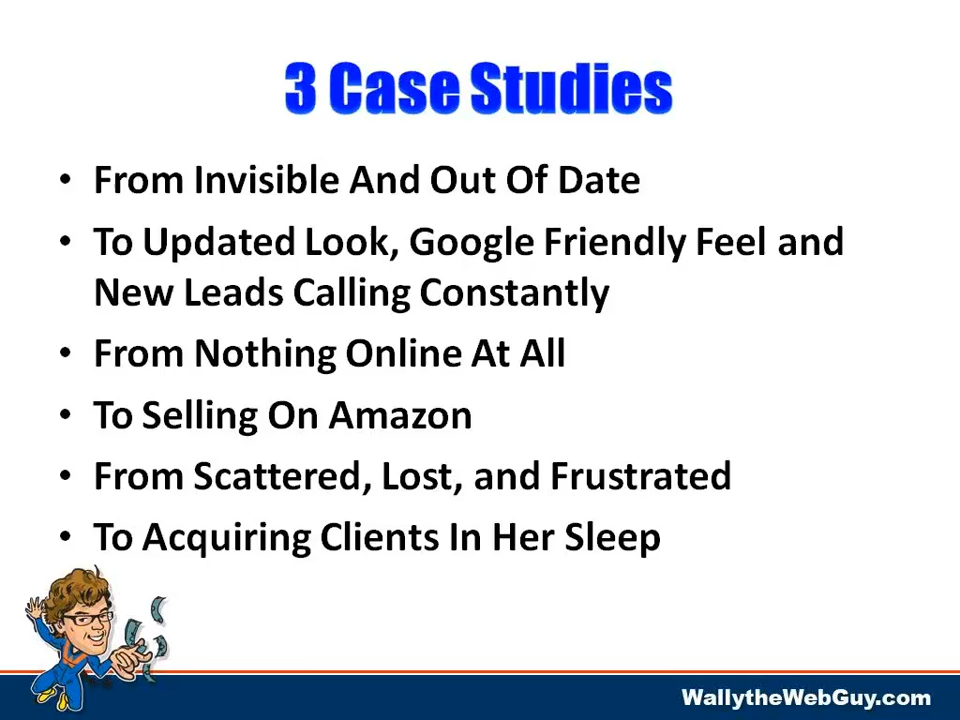 3 Case Studies
• From Invisible And Out Of Date
• To Updated Look, Google Friendly Feel and
New Leads Calling Constantly
• From Nothing Online At All
• To Selling On Amazon
• From Scattered, Lost, and Frustrated
• To Acquiring Clients In Her Sleep
WallytheWebGuy.com